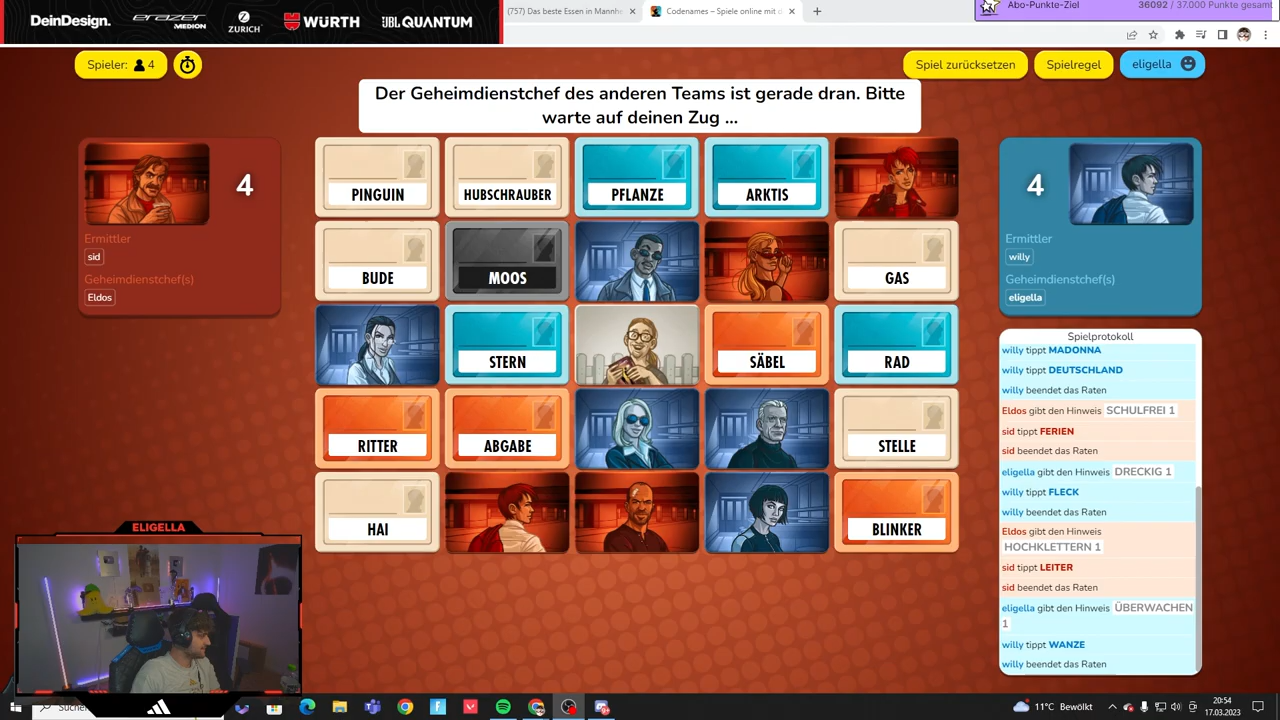 DeinDesign.
erazer
MEDION
ZURICH
WÜRTH
JBL QUANTUM
(757) Das beste Essen in Mannhe
Codenames – Spiele online mit d
Abo-Punkte-Ziel
36092 / 37.000 Punkte gesamt
Spieler: 4
Spiel zurücksetzen
Spielregel
eligella
Der Geheimdienstchef des anderen Teams ist gerade dran. Bitte
warte auf deinen Zug ...
4
Ermittler
sid
Geheimdienstchef(s)
Eldos
PINGUIN
HUBSCHRAUBER
PFLANZE
ARKTIS
BUDE
MOOS
GAS
STERN
SÄBEL
RAD
RITTER
ABGABE
STELLE
HAI
BLINKER
4
Ermittler
willy
Geheimdienstchef(s)
eligella
Spielprotokoll
willy tippt MADONNA
willy tippt DEUTSCHLAND
willy beendet das Raten
Eldos gibt den Hinweis SCHULFREI 1
sid tippt FERIEN
sid beendet das Raten
eligella gibt den Hinweis DRECKIG 1
willy tippt FLECK
willy beendet das Raten
Eldos gibt den Hinweis
HOCHKLETTERN 1
sid tippt LEITER
sid beendet das Raten
eligella gibt den Hinweis ÜBERWACHEN
1
willy tippt WANZE
willy beendet das Raten
ELIGELLA
11°C Bewölkt
20:54
17.03.2023